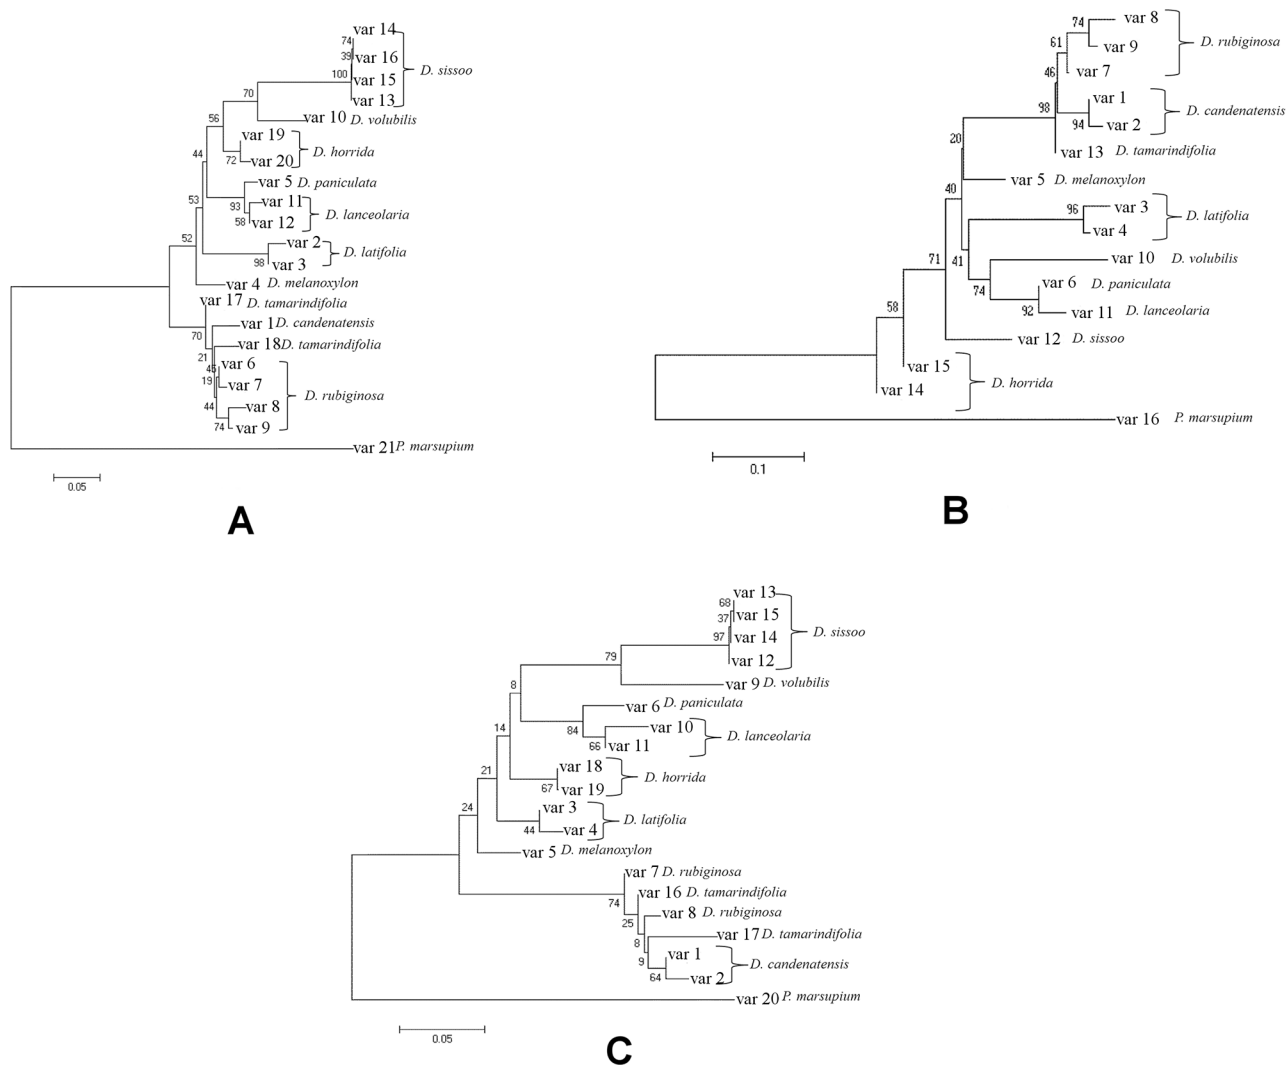 var 14
74
39
var 16
D. sissoo
100
var 15
var 13
70
var 10 D. volubilis
56
var 19
D. horrida
72
var 20
44
var 5 D. paniculata
93
var 11
D. lanceolaria
58
var 12
53
var 2
D. latifolia
98
var 3
52
var 4 D. melanoxylon
var 17 D. tamarindifolia
var 1 D. candenatensis
70
var 18 D. tamarindifolia
21
var 6
45
19
var 7
D. rubiginosa
44
var 8
74
var 9
var 21 P. marsupium
0.05
A
74
var 8
D. rubiginosa
61
var 9
46
var 7
var 1
D. candenatensis
98
94
var 2
20
var 13 D. tamarindifolia
var 5 D. melanoxylon
40
96
var 3
D. latifolia
var 4
71
41
var 10 D. volubilis
74
var 6 D. paniculata
92
var 11 D. lanceolaria
58
var 12 D. sissoo
var 15
D. horrida
var 14
var 16 P. marsupium
0.1
B
var 13
68
var 15
37
D. sissoo
97
var 14
var 12
79
var 9 D. volubilis
8
var 6 D. paniculata
84
var 10
D. lanceolaria
66
var 11
14
var 18
D. horrida
67
var 19
21
var 3
D. latifolia
44
var 4
24
var 5 D. melanoxylon
var 7 D. rubiginosa
74
var 16 D. tamarindifolia
25
var 8 D. rubiginosa
8
var 17 D. tamarindifolia
9
var 1
D. candenatensis
64
var 2
var 20 P. marsupium
0.05
C